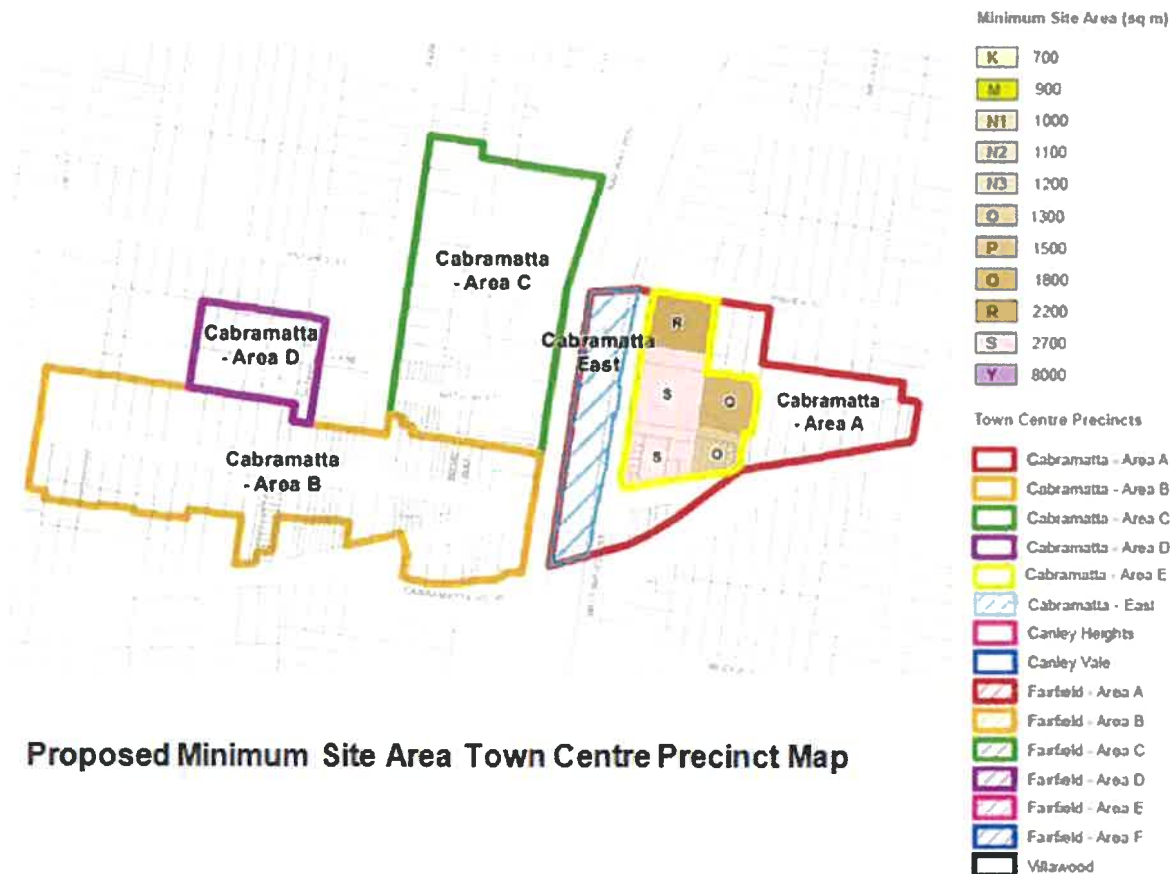 Minimum Site Area (sq m)
K 700
M 900
N1 1000
N2 1100
N3 1200
O 1300
P 1500
Q 1800
R 2200
S 2700
Y 8000
Town Centre Precincts
Cabramatta - Area A
Cabramatta - Area B
Cabramatta - Area C
Cabramatta - Area D
Cabramatta - Area E
Cabramatta - East
Canley Heights
Canley Vale
Fairfield - Area A
Fairfield - Area B
Fairfield - Area C
Fairfield - Area D
Fairfield - Area E
Fairfield - Area F
Villawood
Cabramatta
- Area C
Cabramatta
- Area D
Cabramatta
East
R
S
Q
S
Cabramatta
- Area A
Cabramatta
- Area B
Proposed Minimum Site Area Town Centre Precinct Map